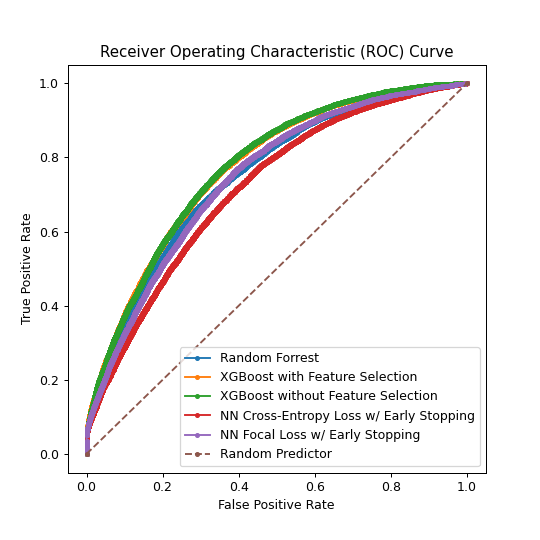 Receiver Operating Characteristic (ROC) Curve
1.0
0.8
0.6
0.4
0.2
0.0
True Positive Rate
Random Forrest
XGBoost with Feature Selection
XGBoost without Feature Selection
NN Cross-Entropy Loss w/ Early Stopping
NN Focal Loss w/ Early Stopping
Random Predictor
0.0 0.2 0.4 0.6 0.8 1.0
False Positive Rate